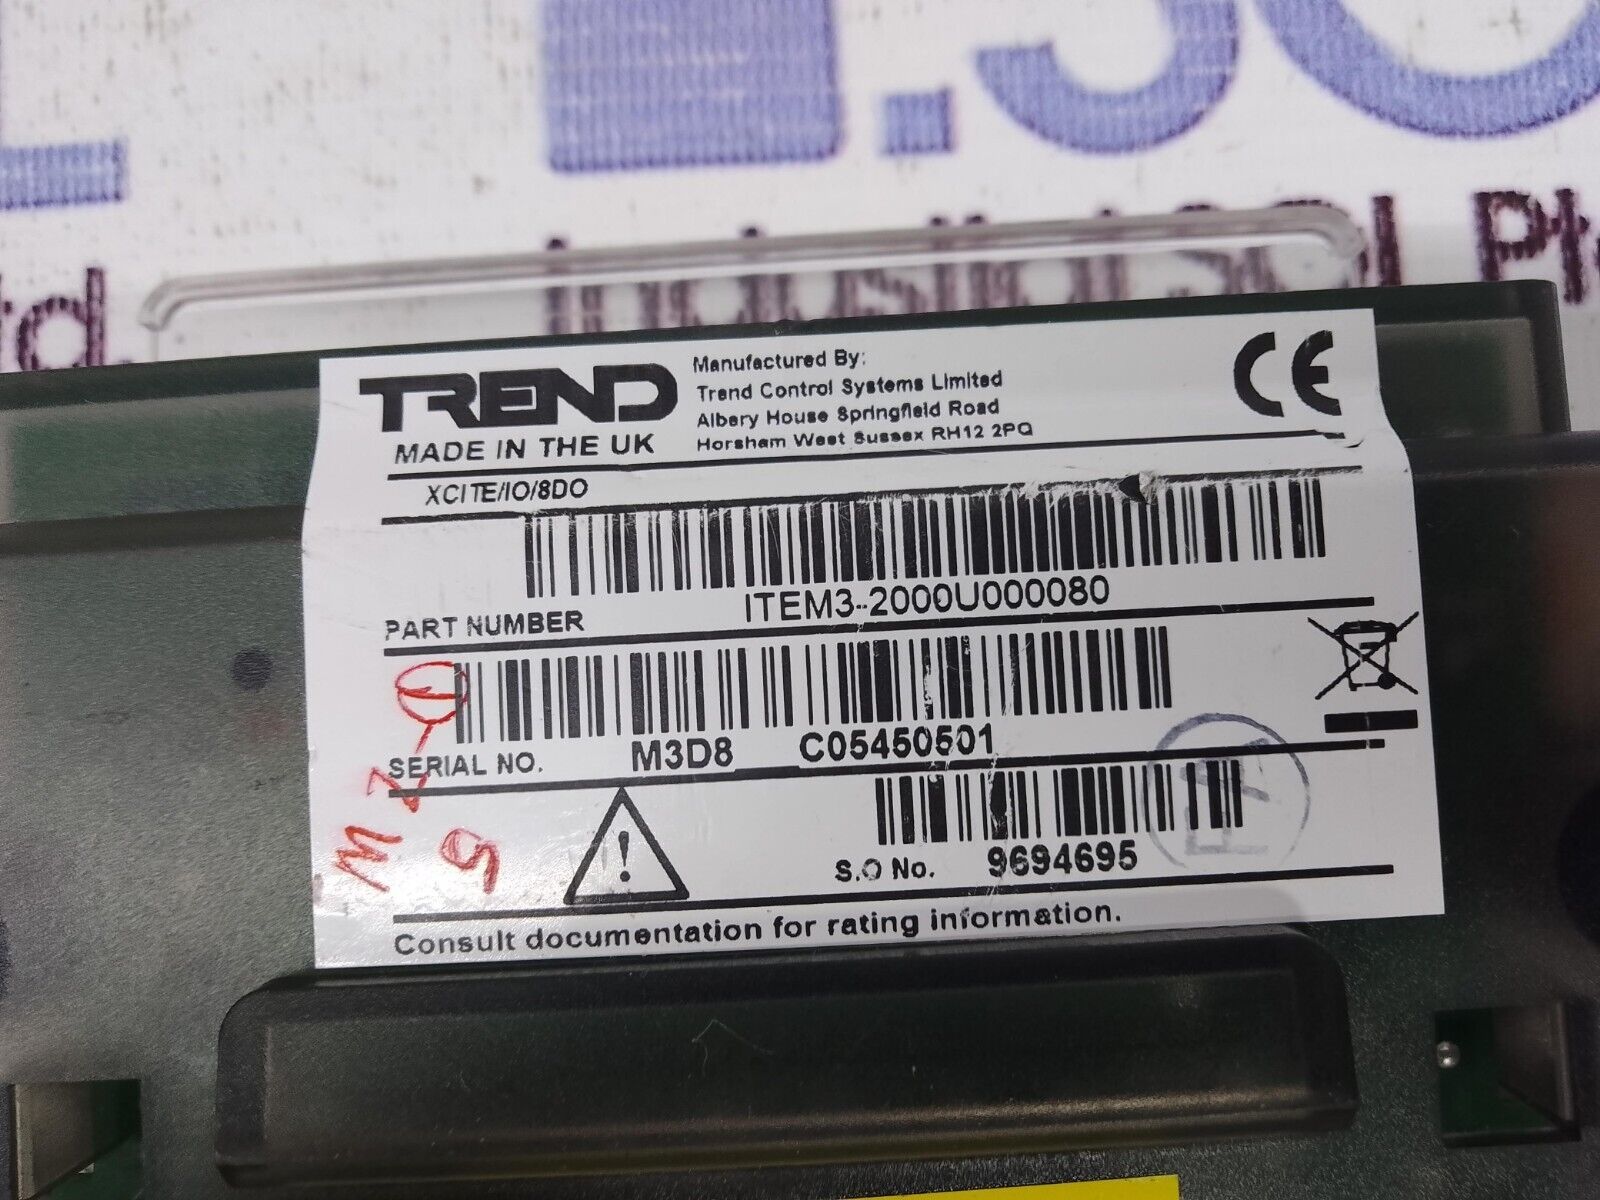 td.
Pt
TREND
MADE IN THE UK
Manufactured By:
Trend Control Systems Limited
Albery House Springfield Road
Horsham West Sussex RH12 2PQ
CE
XCITE/IO/8DO
PART NUMBER ITEM3-2000U000080
SERIAL NO. M3D8 C05450501
S.O No. 9694695
Consult documentation for rating information.